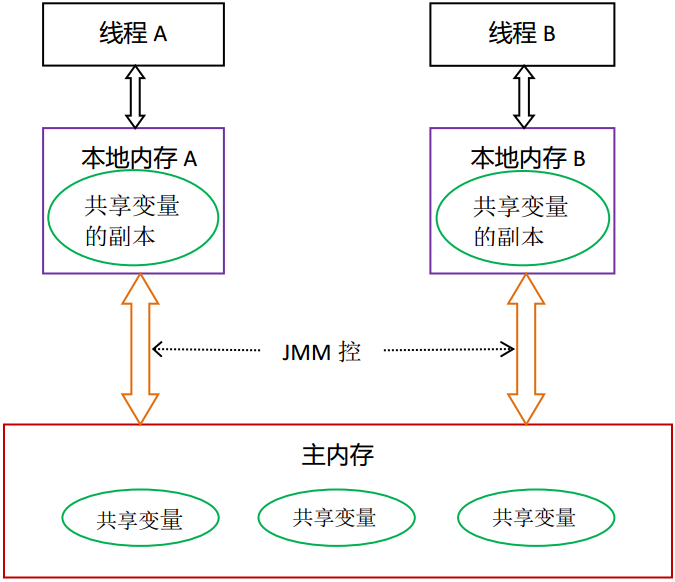 线程 A
线程 B
本地内存 A
本地内存 B
共享变量
的副本
共享变量
的副本
JMM 控
主内存
共享变量
共享变量
共享变量